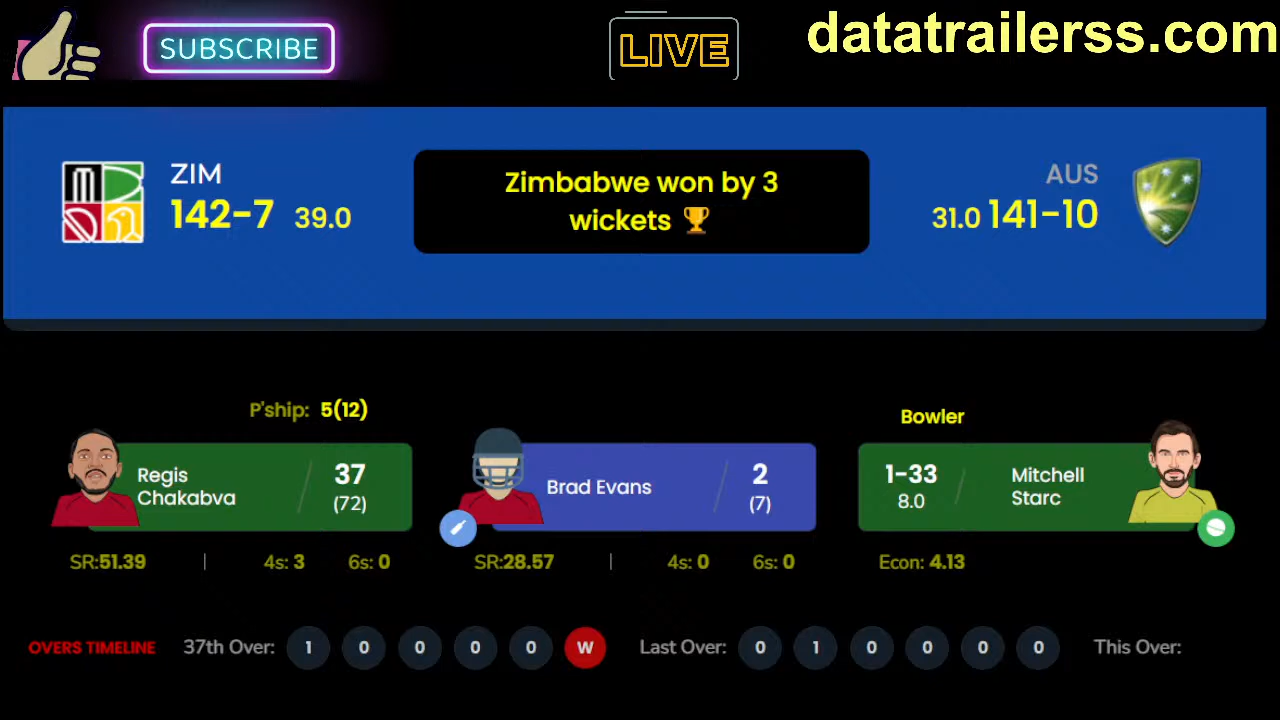 SUBSCRIBE
LIVE
datatrailerss.com
ZIM
142-7 39.0
Zimbabwe won by 3
wickets 🏆
AUS
31.0 141-10
P'ship: 5(12)
Bowler
Regis
Chakabva
37
(72)
Brad Evans
2
(7)
1-33
8.0
Mitchell
Starc
SR:51.39 | 4s: 3 6s: 0
SR:28.57 | 4s: 0 6s: 0
Econ: 4.13
OVERS TIMELINE 37th Over: 1 0 0 0 0 W Last Over: 0 1 0 0 0 0 This Over: